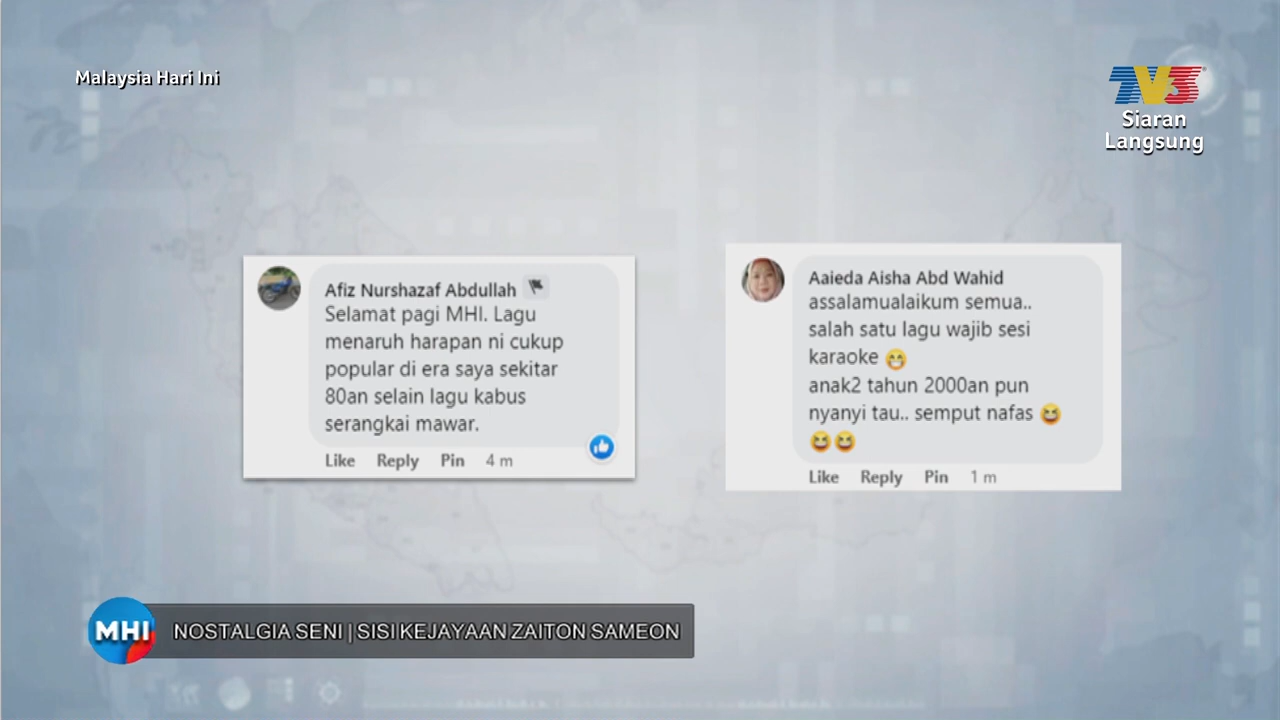 Malaysia Hari Ini
TV3
Siaran
Langsung
Afiz Nurshazaf Abdullah
Selamat pagi MHI. Lagu
menaruh harapan ni cukup
popular di era saya sekitar
80an selain lagu kabus
serangkai mawar.
Like Reply Pin 4 m
Aaieda Aisha Abd Wahid
assalamualaikum semua..
salah satu lagu wajib sesi
karaoke 😁
anak2 tahun 2000an pun
nyanyi tau.. semput nafas 😆
😆😆
Like Reply Pin 1 m
MHI NOSTALGIA SENI | SISI KEJAYAAN ZAITON SAMEON